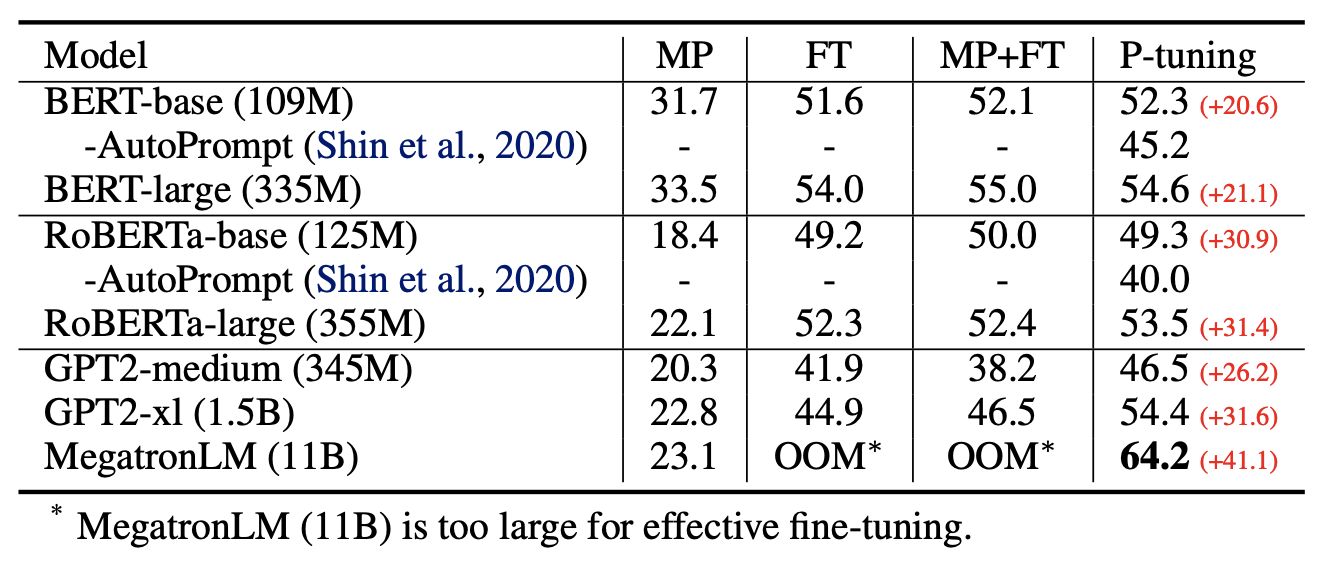 Model MP FT MP+FT P-tuning
BERT-base (109M) 31.7 51.6 52.1 52.3 (+20.6)
-AutoPrompt (Shin et al., 2020) - - - 45.2
BERT-large (335M) 33.5 54.0 55.0 54.6 (+21.1)
RoBERTa-base (125M) 18.4 49.2 50.0 49.3 (+30.9)
-AutoPrompt (Shin et al., 2020) - - - 40.0
RoBERTa-large (355M) 22.1 52.3 52.4 53.5 (+31.4)
GPT2-medium (345M) 20.3 41.9 38.2 46.5 (+26.2)
GPT2-xl (1.5B) 22.8 44.9 46.5 54.4 (+31.6)
MegatronLM (11B) 23.1 OOM* OOM* 64.2 (+41.1)
* MegatronLM (11B) is too large for effective fine-tuning.